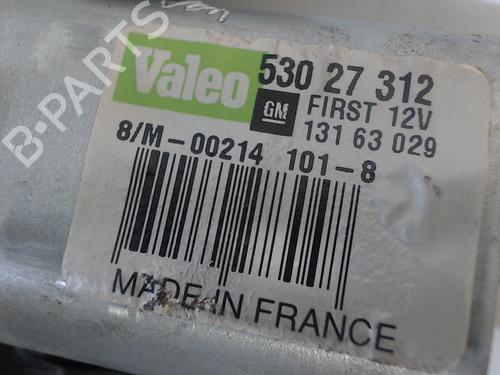 Valeo 530 27 312
GM FIRST 12V
131 63 029
8/M-00214 101-8
MADE IN FRANCE
B-PARTS